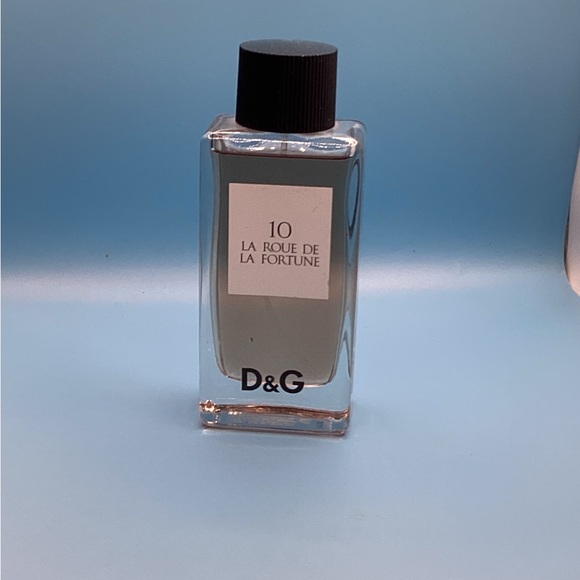 10
LA ROUE DE
LA FORTUNE
D&G